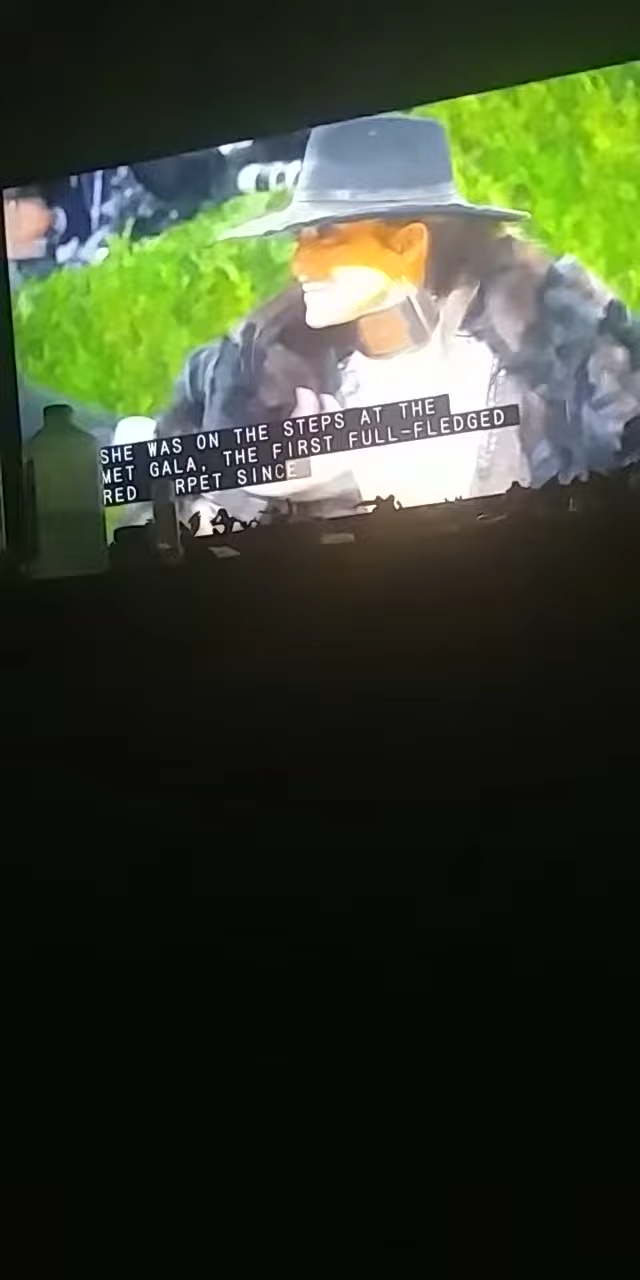 SHE WAS ON THE STEPS AT THE
MET GALA, THE FIRST FULL-FLEDGED
RED RPET SINCE